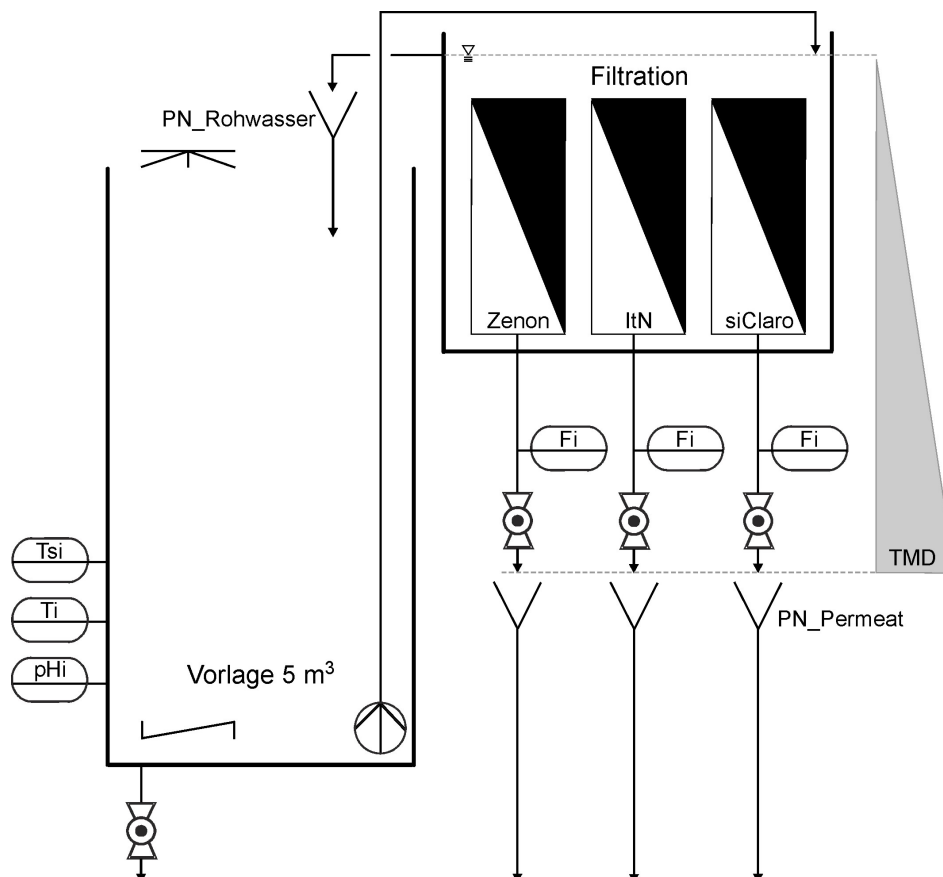 Filtration
PN_Rohwasser
Zenon
ItN
siClaro
Fi
Fi
Fi
Tsi
TMD
Ti
PN_Permeat
pHi
Vorlage 5 m³